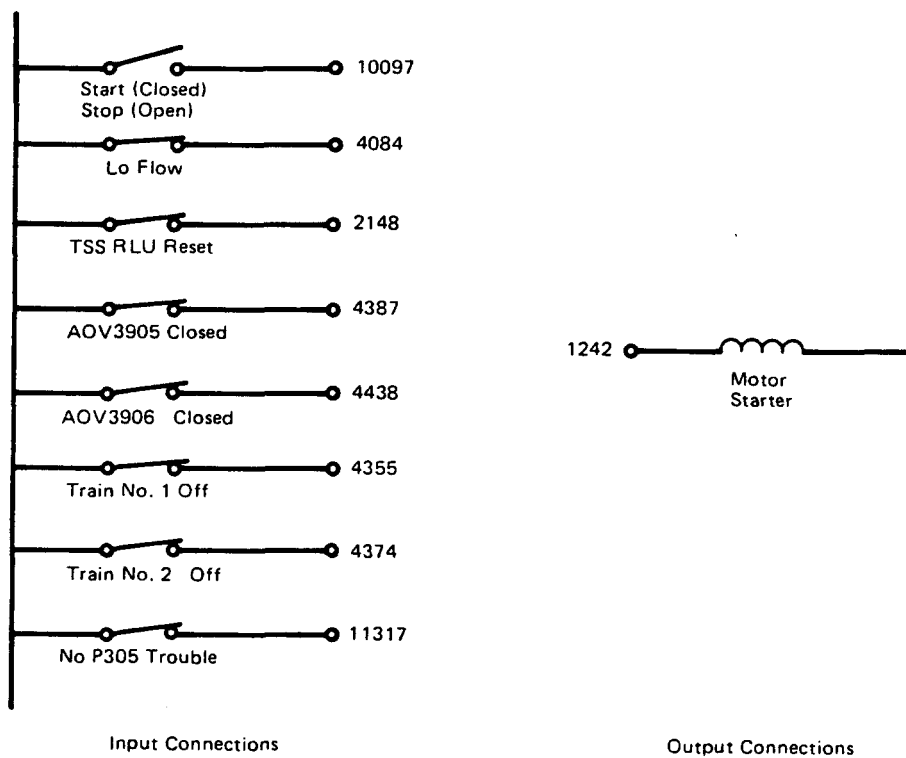 10097
Start (Closed)
Stop (Open)
4084
Lo Flow
2148
TSS RLU Reset
4387
AOV3905 Closed
4438
AOV3906 Closed
4355
Train No. 1 Off
4374
Train No. 2 Off
11317
No P305 Trouble
Input Connections
1242
Motor
Starter
Output Connections